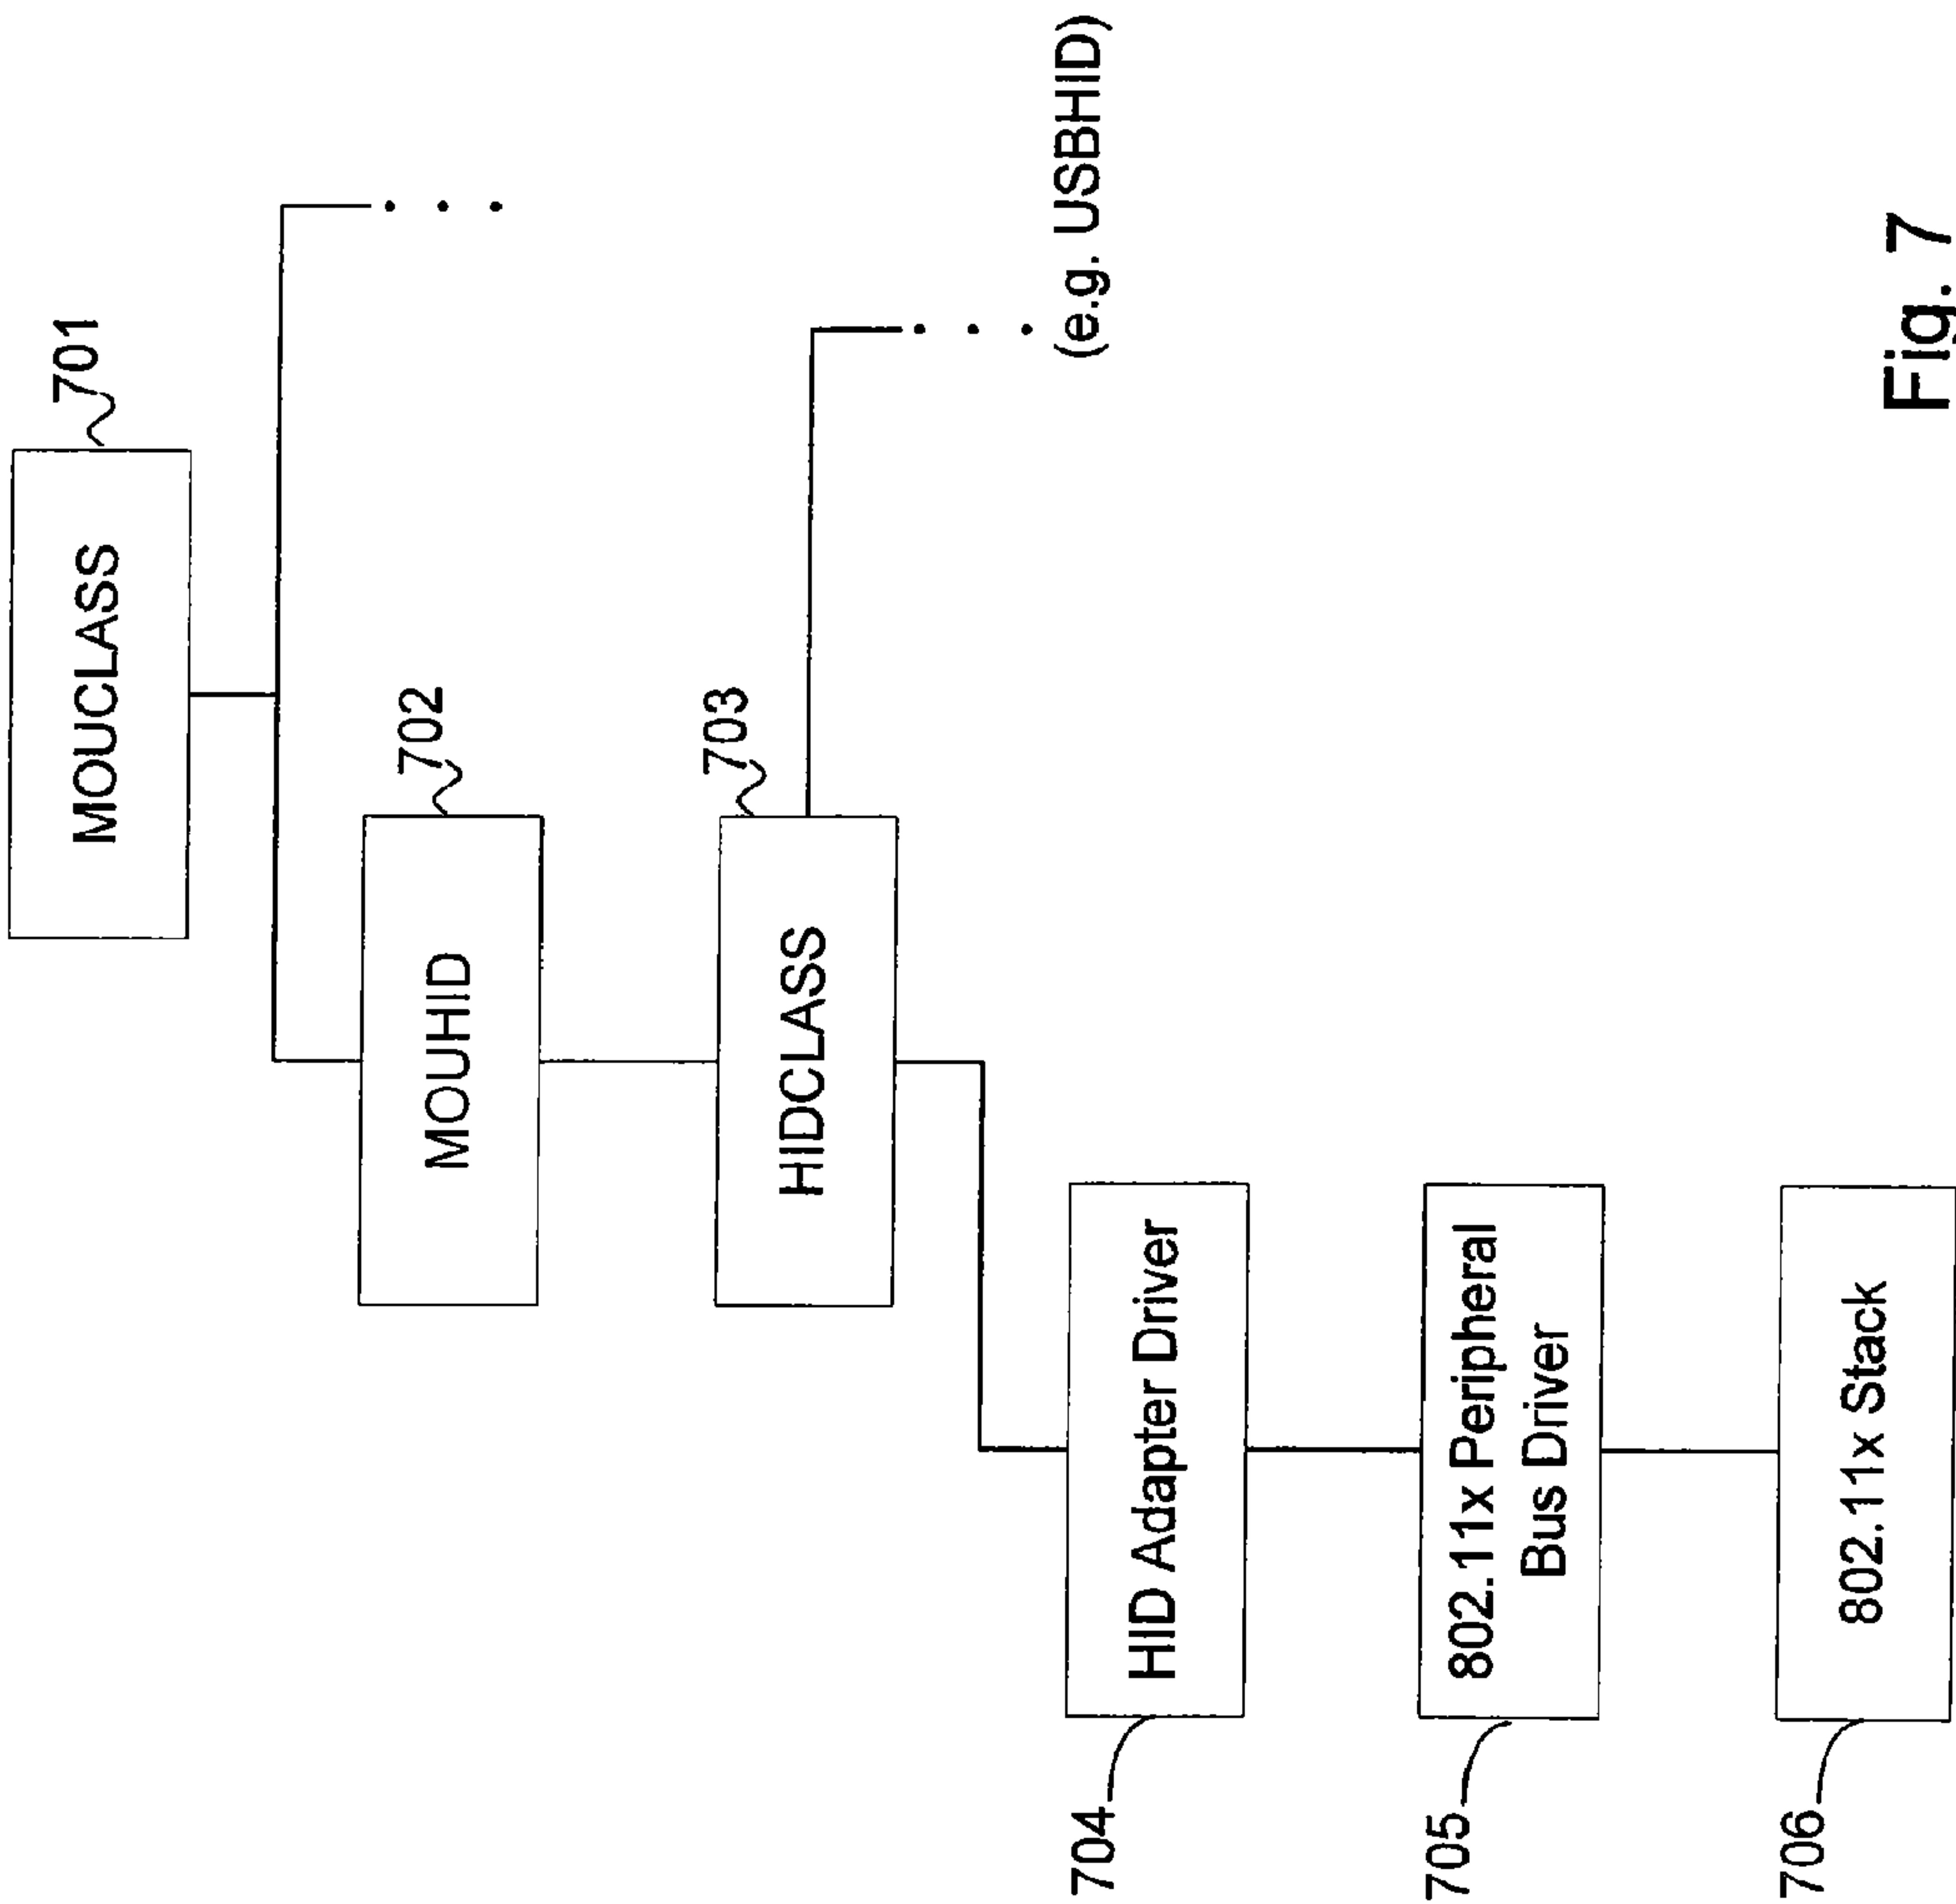 MOUCLASS
701
MOUHID
702
HIDCLASS
703
(e.g. USBHID)
704
HID Adapter Driver
705
802.11x Peripheral
Bus Driver
706
802.11x Stack
Fig. 7